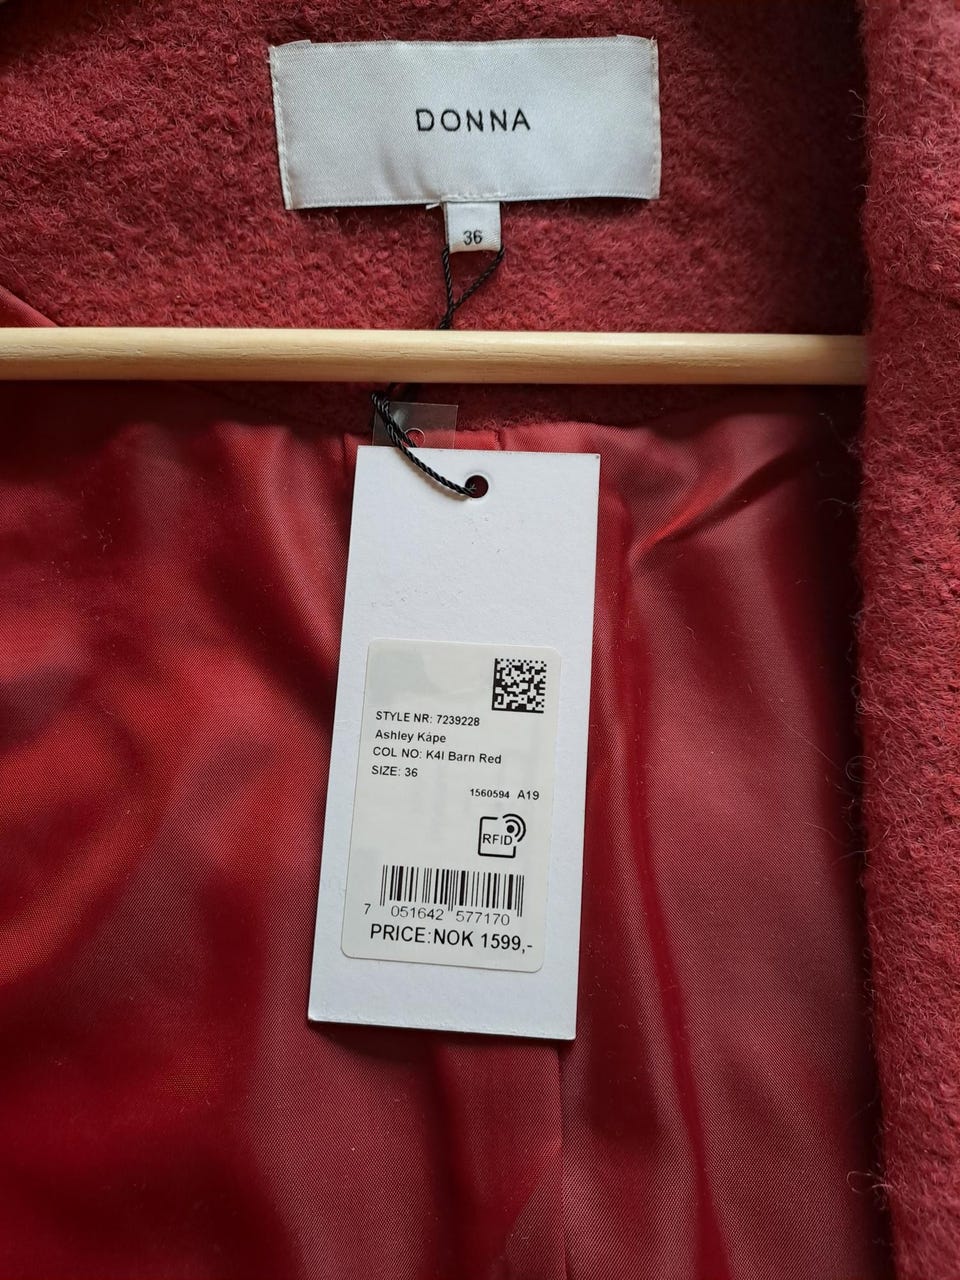 DONNA
36
STYLE NR: 7239228
Ashley Kåpe
COL NO: K4I Barn Red
SIZE: 36
1560594 A19
RFID
7 051642 577170
PRICE:NOK 1599,-